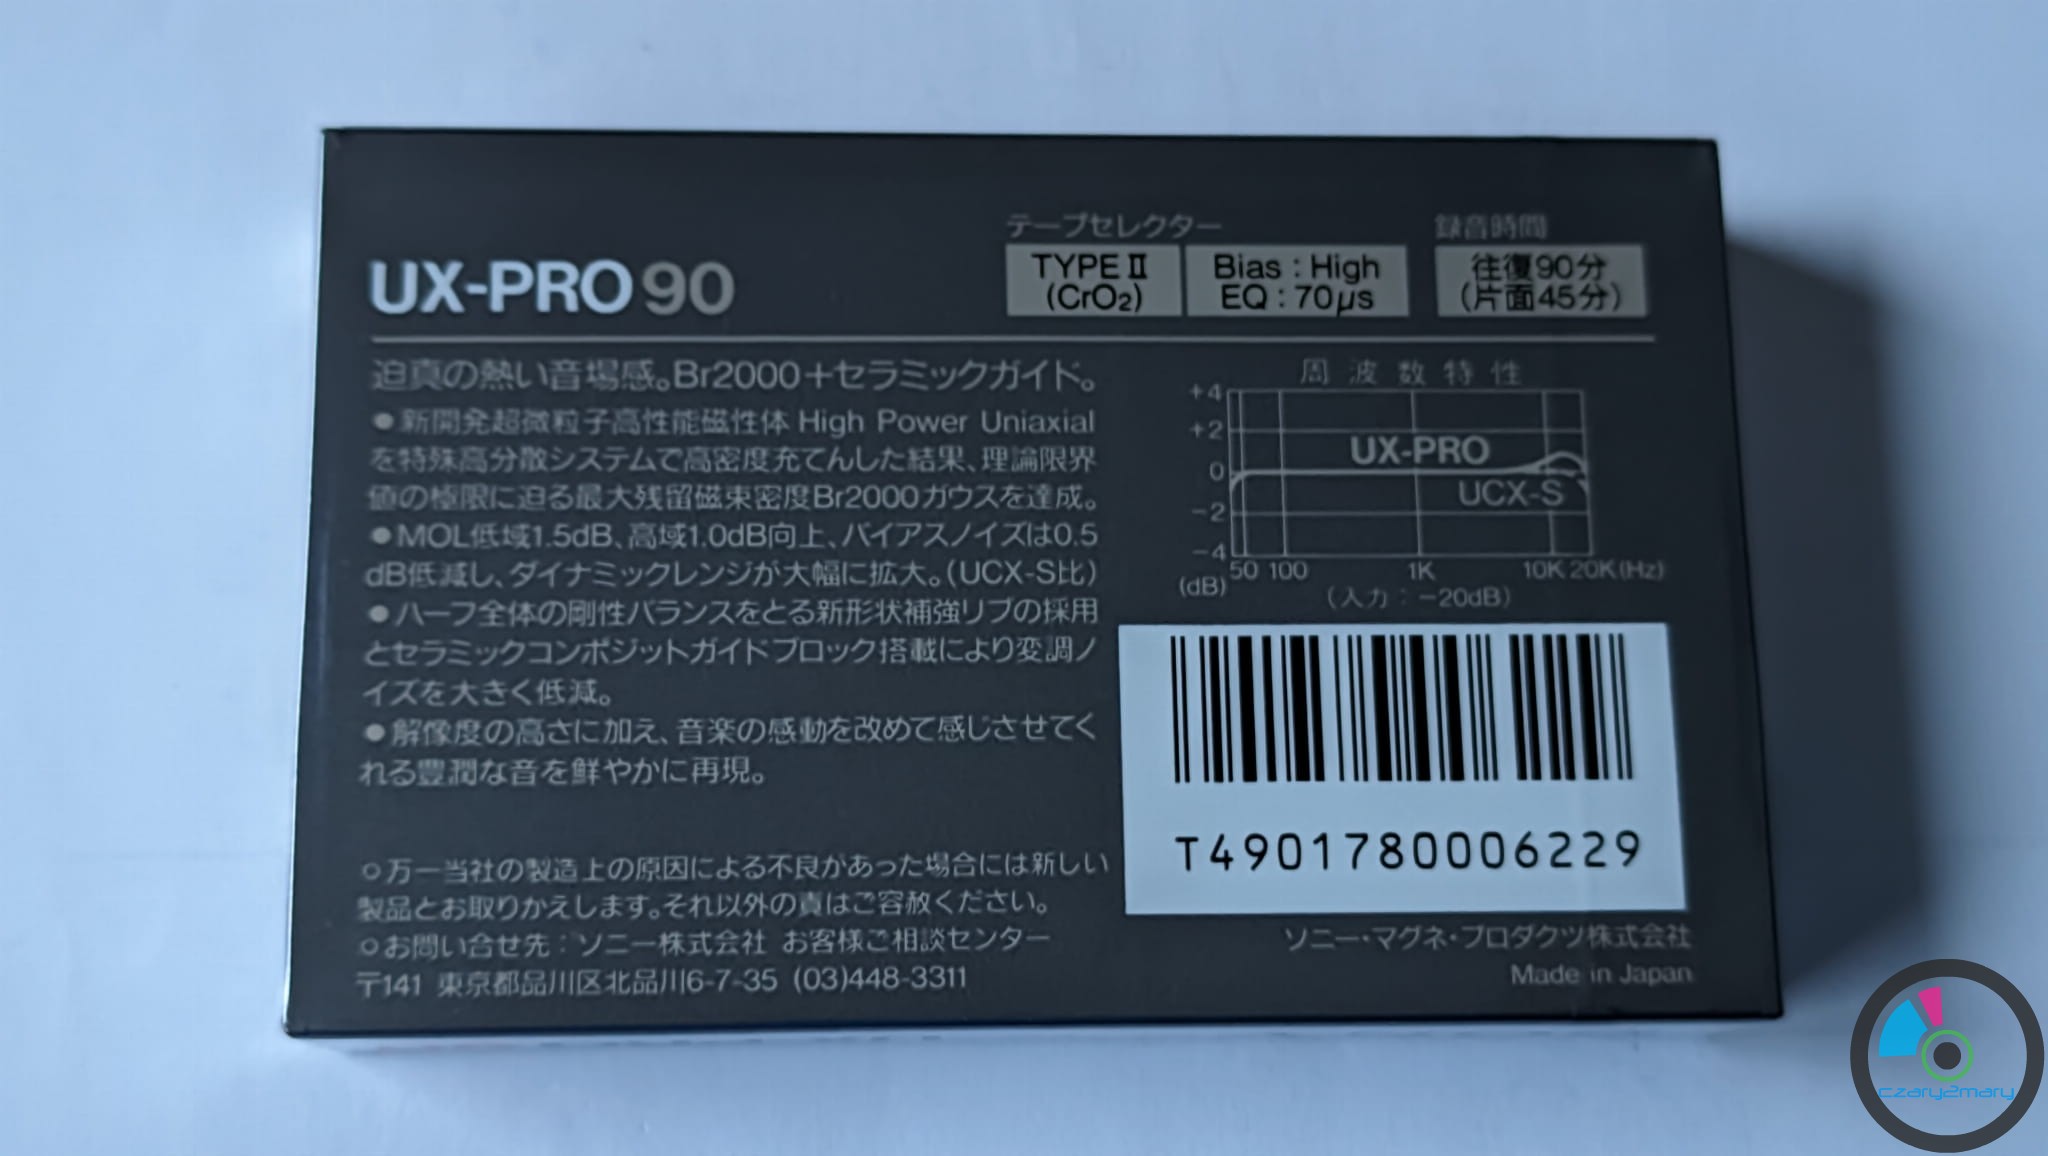 テープセレクター
録音時間
UX-PRO 90
TYPE II
(CrO₂)
Bias : High
EQ : 70μs
往復90分
(片面45分)
迫真の熱い音場感。Br2000+セラミックガイド。
●新開発超微粒子高性能磁性体 High Power Uniaxial
を特殊高分散システムで高密度充てんした結果、理論限界
値の極限に迫る最大残留磁束密度Br2000ガウスを達成。
●MOL低域1.5dB、高域1.0dB向上、バイアスノイズは0.5
dB低減し、ダイナミックレンジが大幅に拡大。(UCX-S比)
●ハーフ全体の剛性バランスをとる新形状補強リブの採用
とセラミックコンポジットガイドブロック搭載により変調ノ
イズを大きく低減。
●解像度の高さに加え、音楽の感動を改めて感じさせてく
れる豊潤な音を鮮やかに再現。
周波数特性
+4
+2
0
-2
-4
UX-PRO
UCX-S
(dB)
50 100 1K 10K 20K(Hz)
(入力:-20dB)
T4901780006229
○万一当社の製造上の原因による不良があった場合には新しい
製品とお取りかえします。それ以外の責はご容赦ください。
○お問い合せ先:ソニー株式会社 お客様ご相談センター
〒141 東京都品川区北品川6-7-35 (03)448-3311
ソニー・マグネ・プロダクツ株式会社
Made in Japan
czary2mary